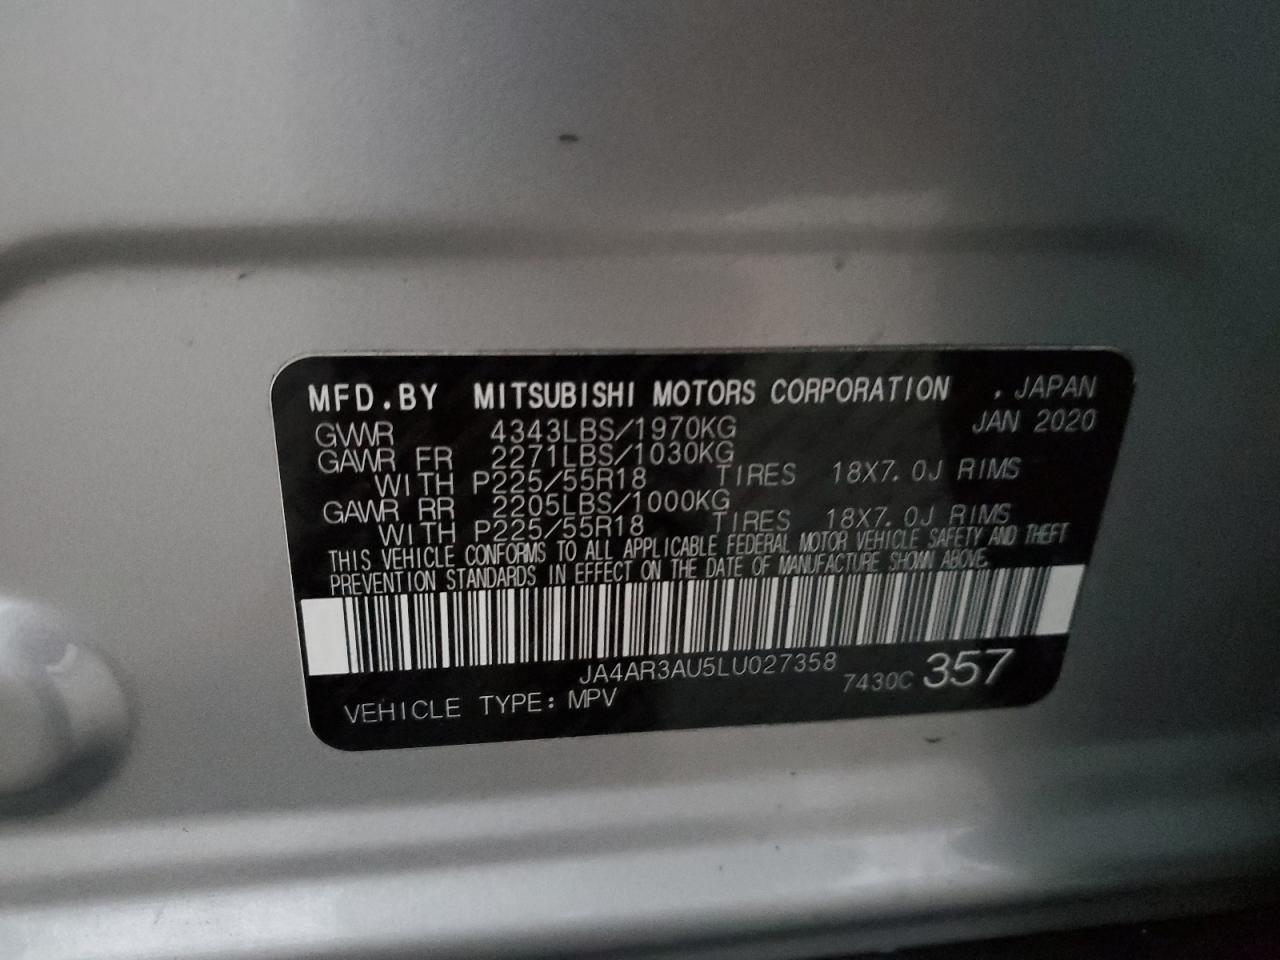 MFD.BY MITSUBISHI MOTORS CORPORATION . JAPAN
GVWR 4343LBS/1970KG JAN 2020
GAWR FR 2271LBS/1030KG
WITH P225/55R18 TIRES 18X7.0J RIMS
GAWR RR 2205LBS/1000KG
WITH P225/55R18 TIRES 18X7.0J RIMS
THIS VEHICLE CONFORMS TO ALL APPLICABLE FEDERAL MOTOR VEHICLE SAFETY AND THEFT
PREVENTION STANDARDS IN EFFECT ON THE DATE OF MANUFACTURE SHOWN ABOVE.
JA4AR3AU5LU027358
VEHICLE TYPE: MPV 7430C 357